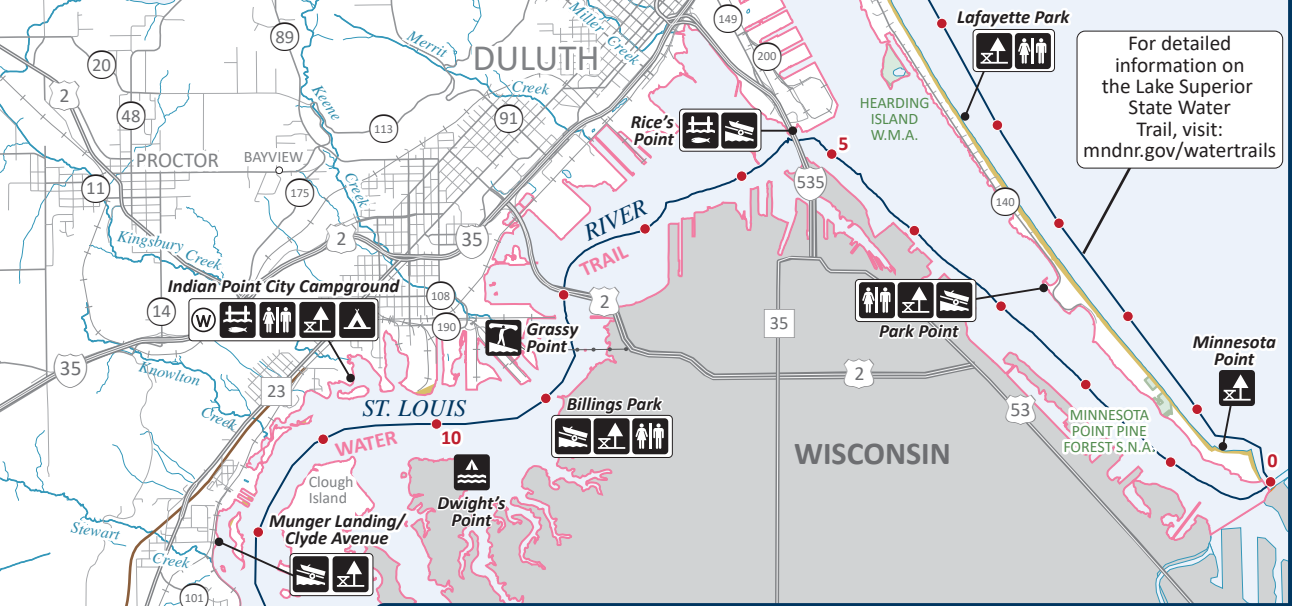 Lafayette Park
For detailed
information on
the Lake Superior
State Water
Trail, visit:
mndnr.gov/watertrails
Miller Creek
149
89
Merritt
DULUTH
200
20
2
Keene
Creek
HEARDING
ISLAND
W.M.A.
48
91
Rice's
Point
113
5
PROCTOR
BAYVIEW
11
175
Creek
535
140
RIVER
Kingsbury
Creek
2
35
TRAIL
Indian Point City Campground
W
108
2
14
190
Grassy
Point
35
Park Point
Minnesota
Point
35
Knowlton
Creek
23
2
ST. LOUIS
Billings Park
53
MINNESOTA
POINT PINE
FOREST S.N.A.
WATER
10
WISCONSIN
0
Clough
Island
Dwight's
Point
Munger Landing/
Clyde Avenue
Stewart
Creek
101